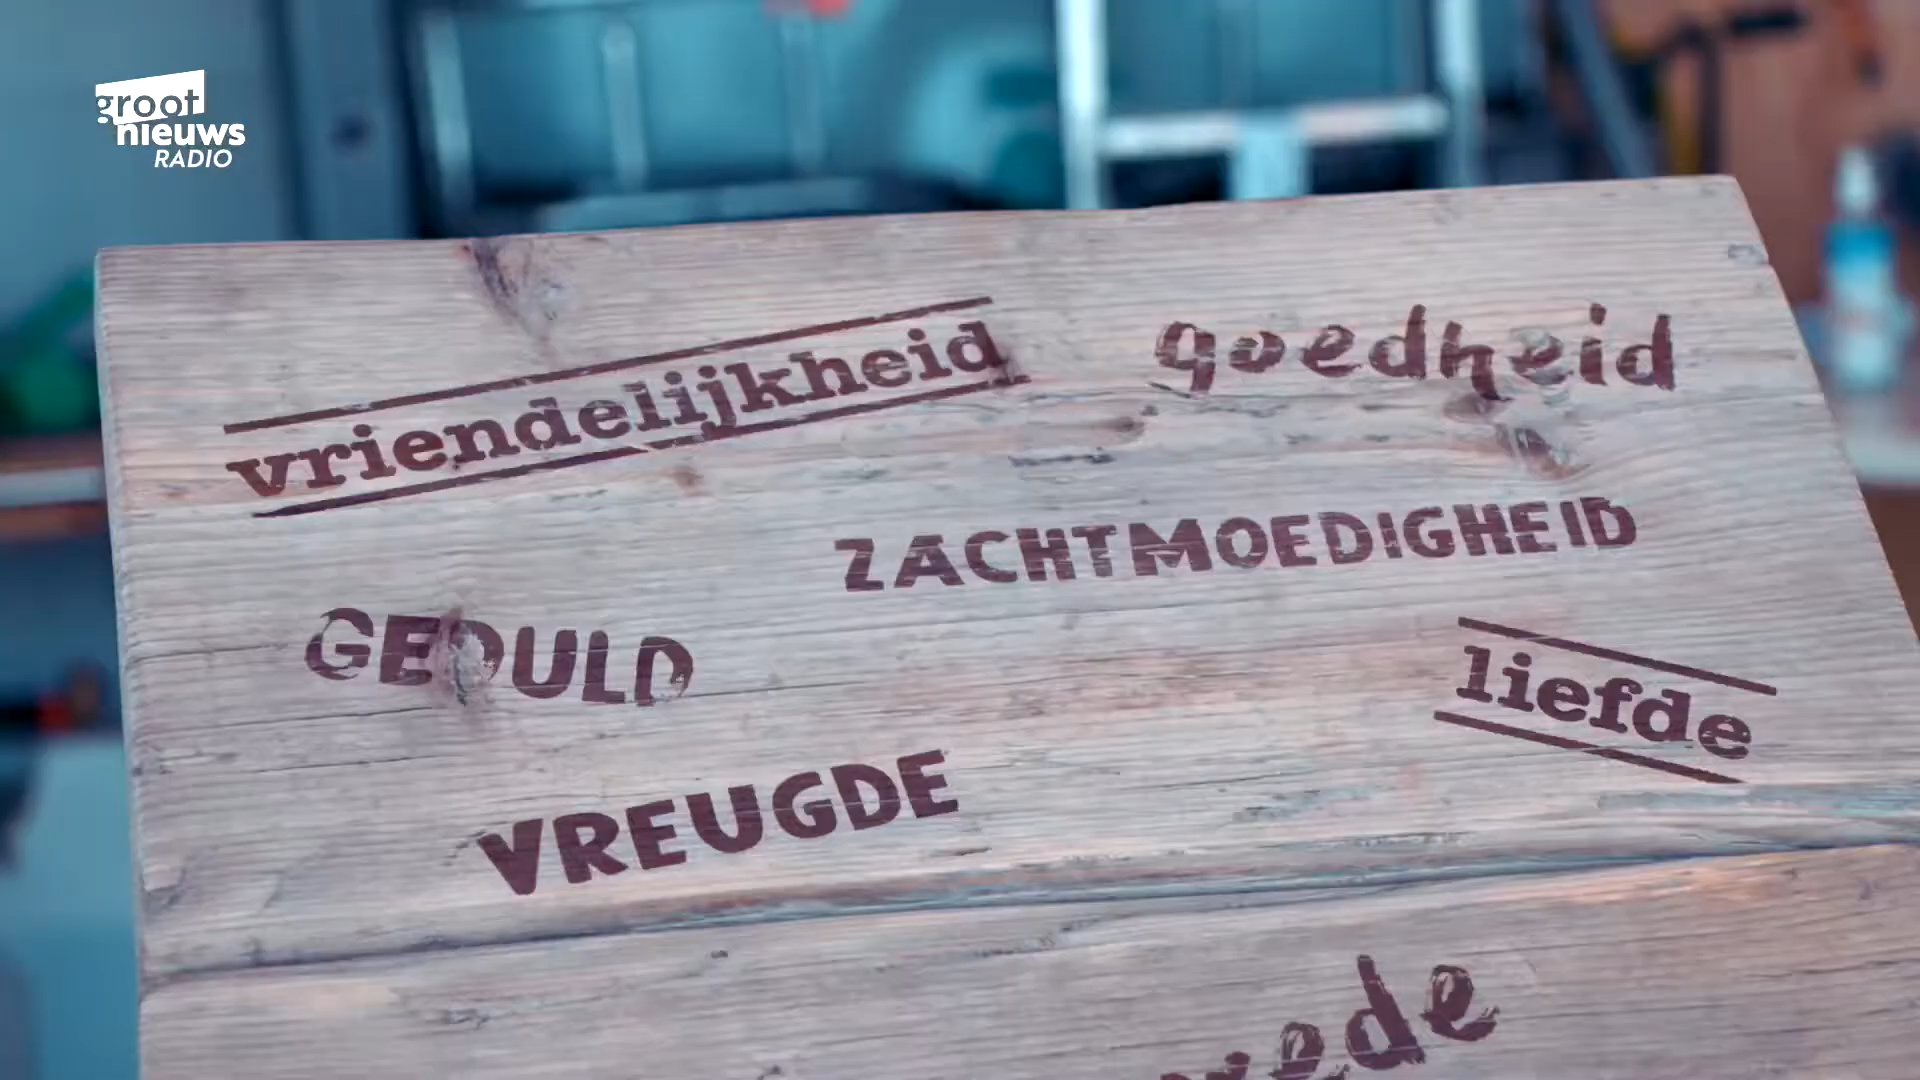 groot
nieuws
RADIO
vriendelijkheid
goedheid
ZACHTMOEDIGHEID
GEDULD
liefde
VREUGDE